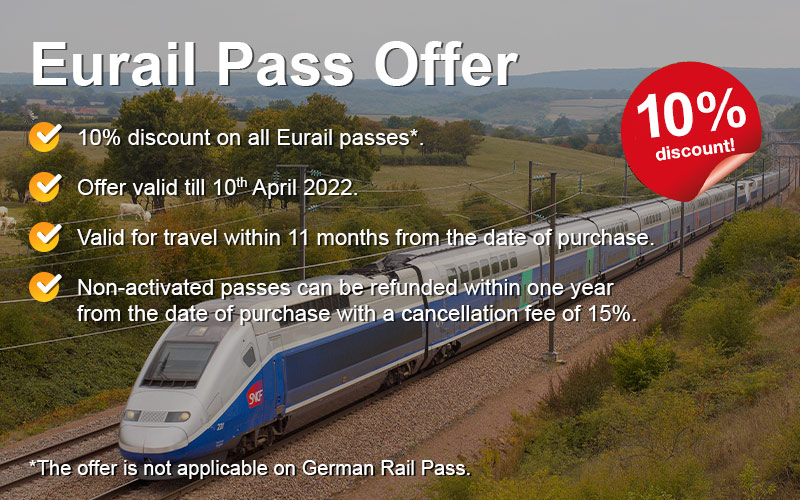 Eurail Pass Offer
10% discount!
10% discount on all Eurail passes*.
Offer valid till 10th April 2022.
Valid for travel within 11 months from the date of purchase.
Non-activated passes can be refunded within one year
from the date of purchase with a cancellation fee of 15%.
SNCF
*The offer is not applicable on German Rail Pass.